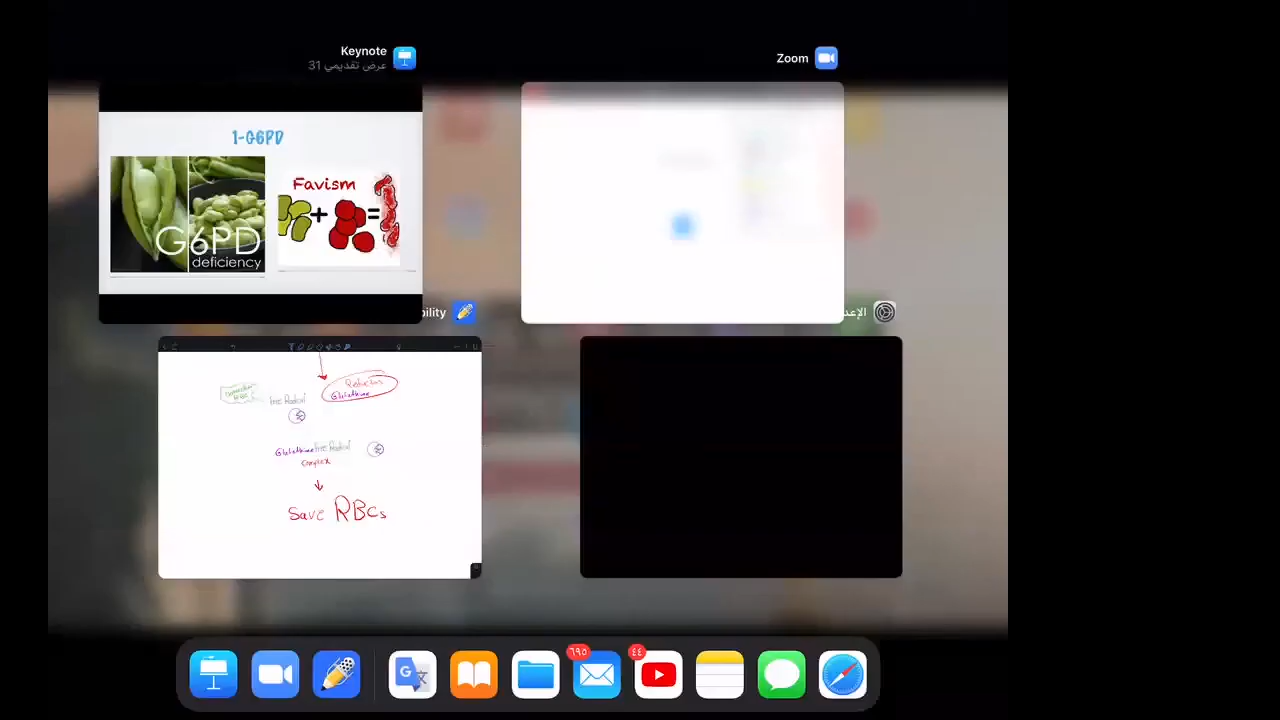 Keynote
عرض تقديمي 31
Zoom
1-G6PD
G6PD
deficiency
Favism
+ =
bility
الإعد
Glutathione
Free Radical
Glutathione Free Radical
complex
Save RBCs
٦٩٥
٤٤
G